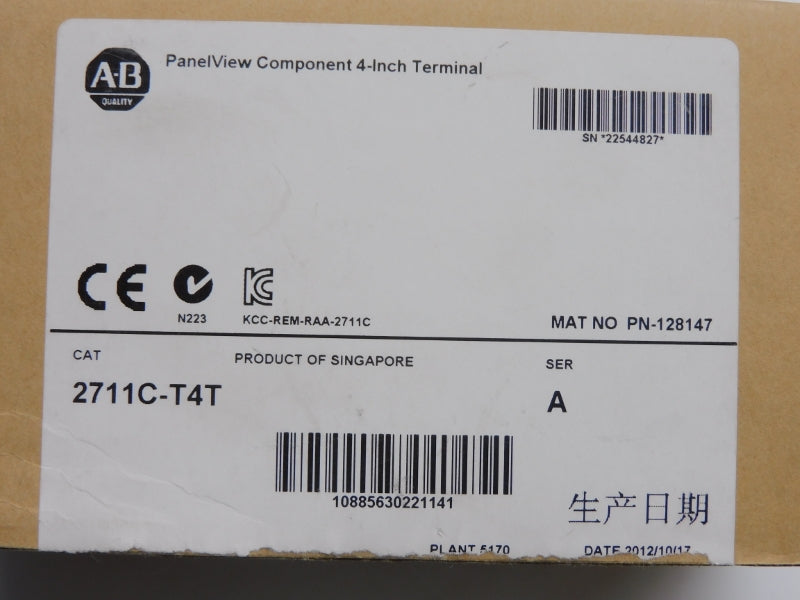 A-B
QUALITY
PanelView Component 4-Inch Terminal
SN *22544827*
CE
N223
KC
KCC-REM-RAA-2711C
MAT NO PN-128147
CAT
PRODUCT OF SINGAPORE
SER
2711C-T4T
A
10885630221141
生产日期
PLANT 5170
DATE 2012/10/17